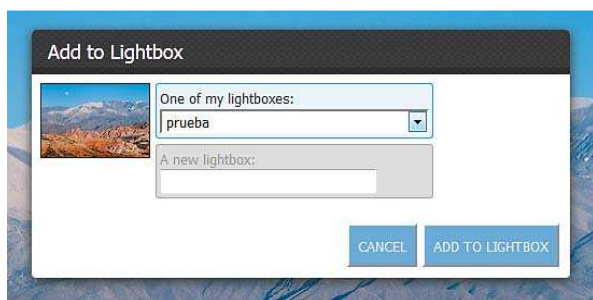 Add to Lightbox
One of my lightboxes:
prueba
A new lightbox:
CANCEL
ADD TO LIGHTBOX